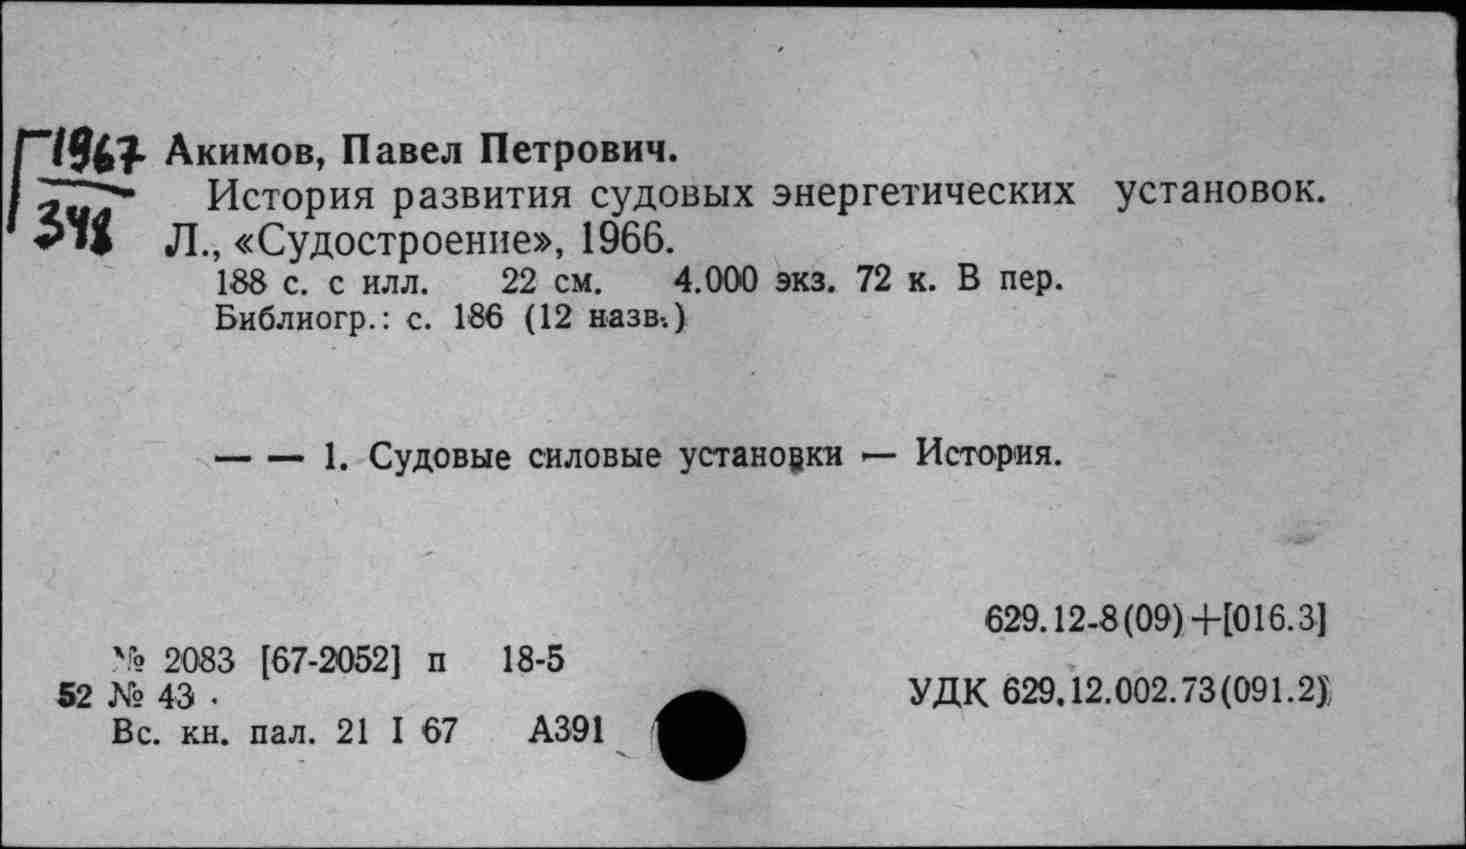 Г1967
341
Акимов, Павел Петрович.
История развития судовых энергетических установок.
Л., «Судостроение», 1966.
188 с. с илл. 22 см. 4.000 экз. 72 к. В пер.
Библиогр.: с. 186 (12 назв.)
— — 1. Судовые силовые установки — История.
629.12-8(09)+[016.3]
№ 2083 [67-2052] п 18-5
52 № 43 .
УДК 629.12.002.73(091.2)
Вс. кн. пал. 21 I 67 А391